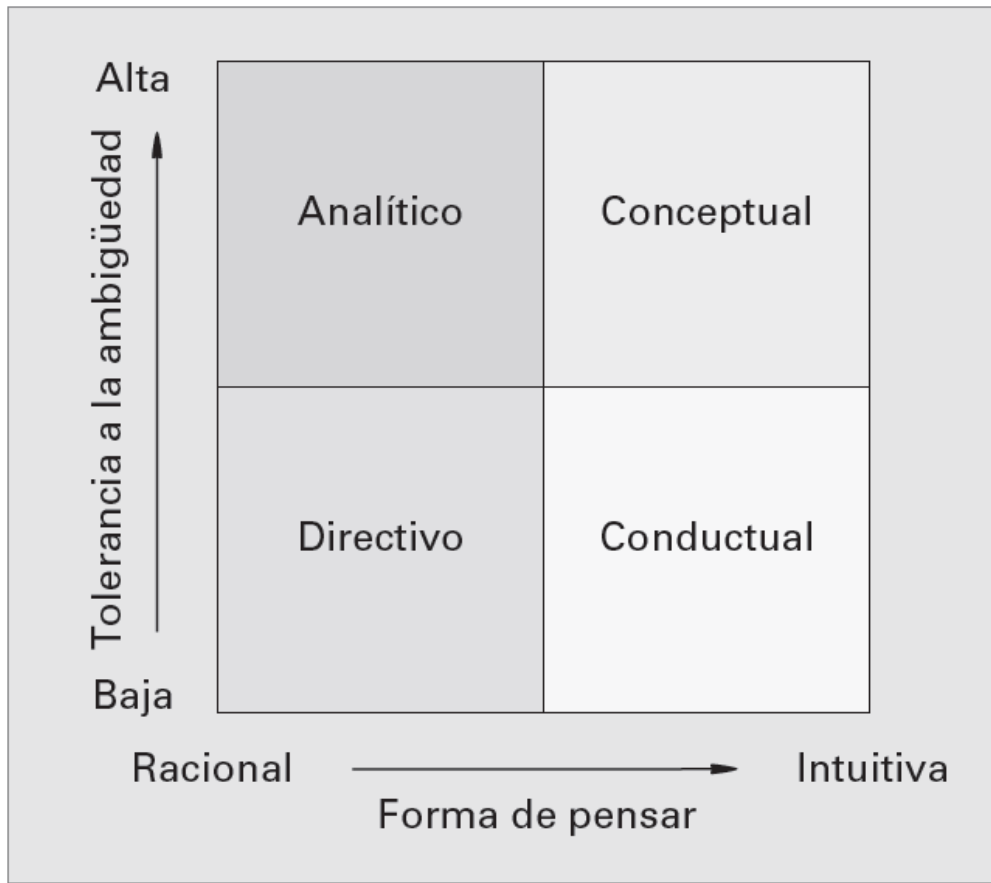 Alta
Tolerancia a la ambigüedad
Analítico
Conceptual
Directivo
Conductual
Baja
Racional
Intuitiva
Forma de pensar